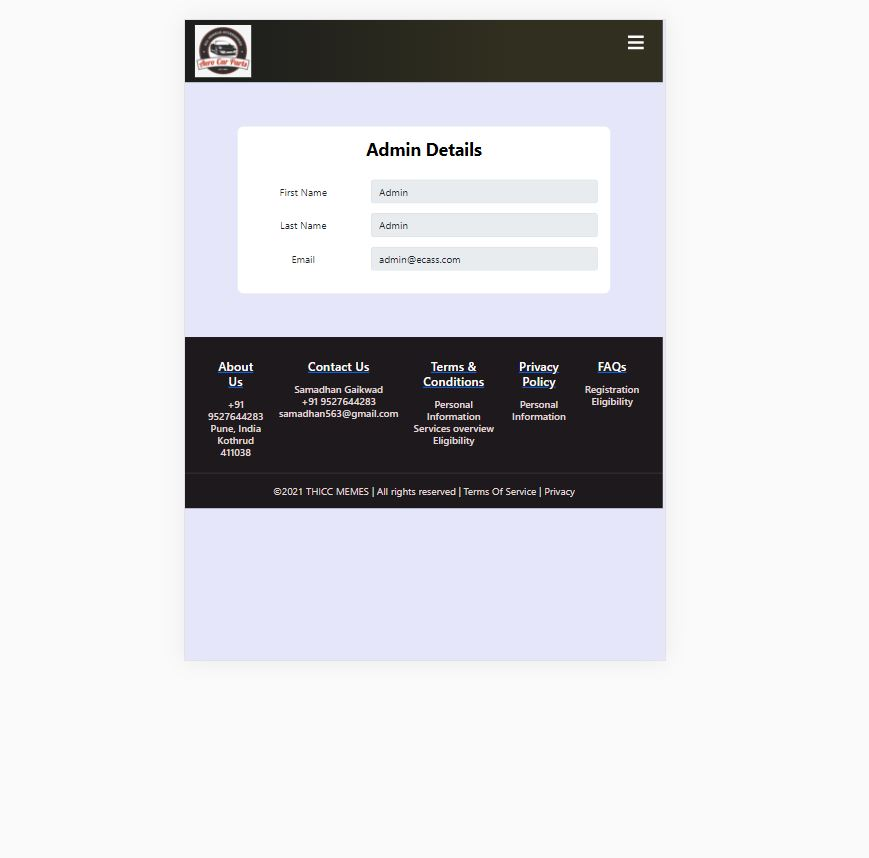 Aero Car Parts
Admin Details
First Name
Admin
Last Name
Admin
Email
admin@ecass.com
About
Us
+91
9527644283
Pune, India
Kothrud
411038
Contact Us
Samadhan Gaikwad
+91 9527644283
samadhan563@gmail.com
Terms &
Conditions
Personal
Information
Services overview
Eligibility
Privacy
Policy
Personal
Information
FAQs
Registration
Eligibility
©2021 THICC MEMES | All rights reserved | Terms Of Service | Privacy